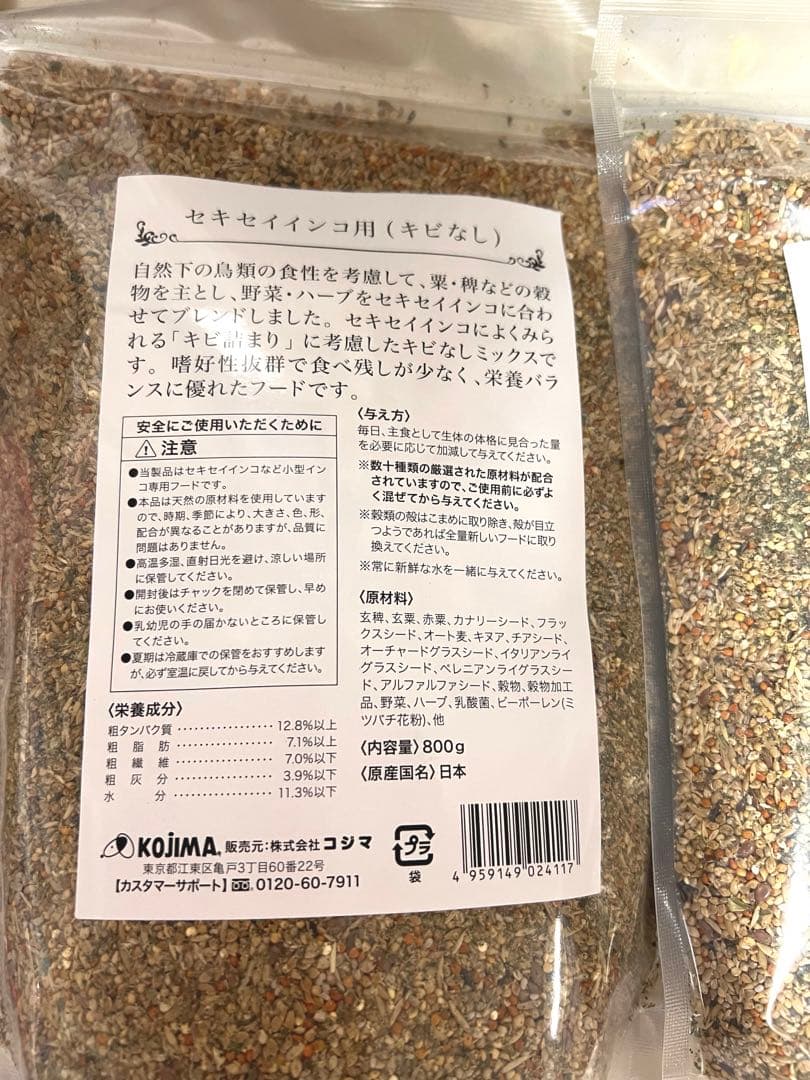 セキセイインコ用（キビなし）
自然下の鳥類の食性を考慮して、粟・稗などの穀
物を主とし、野菜・ハーブをセキセイインコに合わ
せてブレンドしました。セキセイインコによくみら
れる「キビ詰まり」に考慮したキビなしミックスで
す。嗜好性抜群で食べ残しが少なく、栄養バラ
ンスに優れたフードです。
安全にご使用いただくために
注意
●当製品はセキセイインコなど小型イン
コ専用フードです。
●本品は天然の原材料を使用しています
ので、時期、季節により、大きさ、色、形、
配合が異なることがありますが、品質に
問題はありません。
●高温多湿、直射日光を避け、涼しい場所
に保管してください。
●開封後はチャックを閉めて保管し、早め
にお使いください。
●乳幼児の手の届かないところに保管し
てください。
●夏期は冷蔵庫での保管をおすすめします
が、必ず室温に戻してから与えてください。
〈栄養成分〉
粗タンパク質 ・・・・・・・・・・・・・・・・ 12.8%以上
粗脂肪 ・・・・・・・・・・・・・・・・ 7.1%以上
粗繊維 ・・・・・・・・・・・・・・・・ 7.0%以下
粗灰分 ・・・・・・・・・・・・・・・・ 3.9%以下
水分 ・・・・・・・・・・・・・・・・ 11.3%以下
〈与え方〉
毎日、主食として生体の体格に見合った量
を必要に応じて加減して与えてください。
※数十種類の厳選された原材料が配合
されていますので、ご使用前に必ずよ
く混ぜてから与えてください。
※穀類の殻はこまめに取り除き、殻が目立
つようであれば全量新しいフードに取り
換えてください。
※常に新鮮な水を一緒に与えてください。
〈原材料〉
玄稗、玄粟、赤粟、カナリーシード、フラッ
クスシード、オート麦、キヌア、チアシード、
オーチャードグラスシード、イタリアンライ
グラスシード、ペレニアンライグラスシー
ド、アルファルファシード、穀物、穀物加工
品、野菜、ハーブ、乳酸菌、ビーポーレン(ミ
ツバチ花粉)、他
〈内容量〉800g
〈原産国名〉日本
KOJIMA 販売元：株式会社 コジマ
東京都江東区亀戸3丁目60番22号
【カスタマーサポート】 0120-60-7911
プラ
袋
4 959149 024117